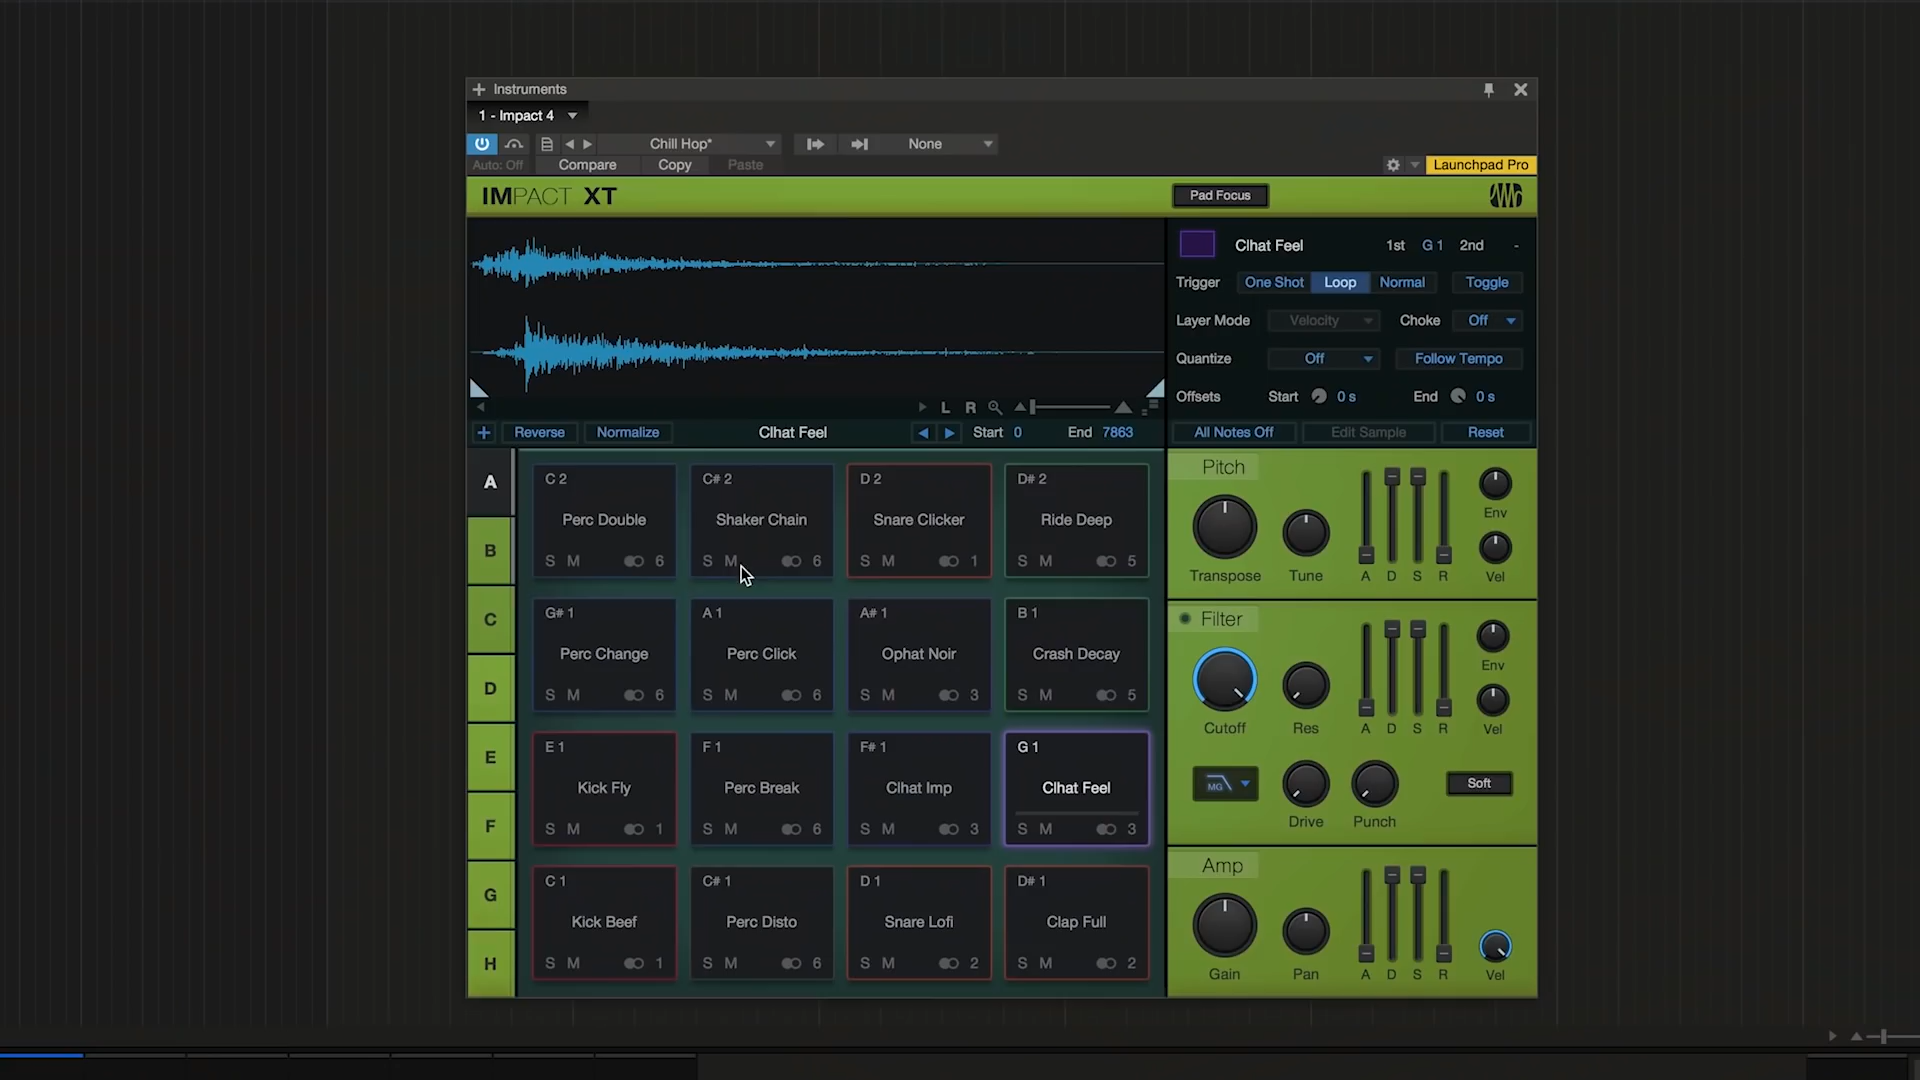 Instruments
1 - Impact 4
Chill Hop* None
Auto: Off Compare Copy Paste Launchpad Pro
IMPACT XT Pad Focus
Clhat Feel 1st G 1 2nd -
Trigger One Shot Loop Normal Toggle
Layer Mode Velocity Choke Off
Quantize Off Follow Tempo
Offsets Start 0 s End 0 s
L R
Reverse Normalize Clhat Feel Start 0 End 7863 All Notes Off Edit Sample Reset
A B C D E F G H
C 2 C# 2 D 2 D# 2
Perc Double Shaker Chain Snare Clicker Ride Deep
S M 6 S M 6 S M 1 S M 5
G# 1 A 1 A# 1 B 1
Perc Change Perc Click Ophat Noir Crash Decay
S M 6 S M 6 S M 3 S M 5
E 1 F 1 F# 1 G 1
Kick Fly Perc Break Clhat Imp Clhat Feel
S M 1 S M 6 S M 3 S M 3
C 1 C# 1 D 1 D# 1
Kick Beef Perc Disto Snare Lofi Clap Full
S M 1 S M 6 S M 2 S M 2
Pitch
Env
Transpose Tune A D S R Vel
Filter
Env
Cutoff Res A D S R Vel
MG Soft
Drive Punch
Amp
Gain Pan A D S R Vel